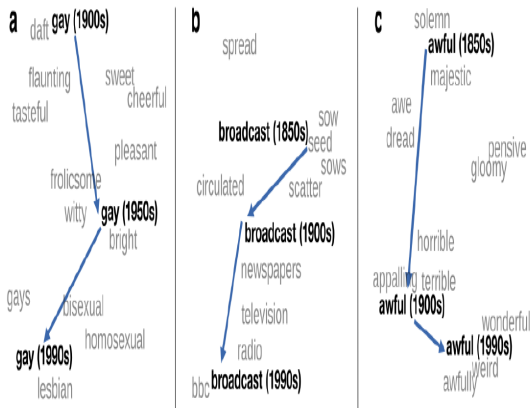 a
daft gay (1900s)
flaunting sweet
cheerful
tasteful
pleasant
frolicsome
witty gay (1950s)
bright
gays bisexual
homosexual
gay (1990s)
lesbian
b
spread
sow
broadcast (1850s) seed
sows
circulated scatter
broadcast (1900s)
newspapers
television
radio
bbc broadcast (1990s)
c
solemn
awful (1850s)
majestic
awe
dread
pensive
gloomy
horrible
appalling terrible
awful (1900s)
wonderful
awful (1990s)
weird
awfully